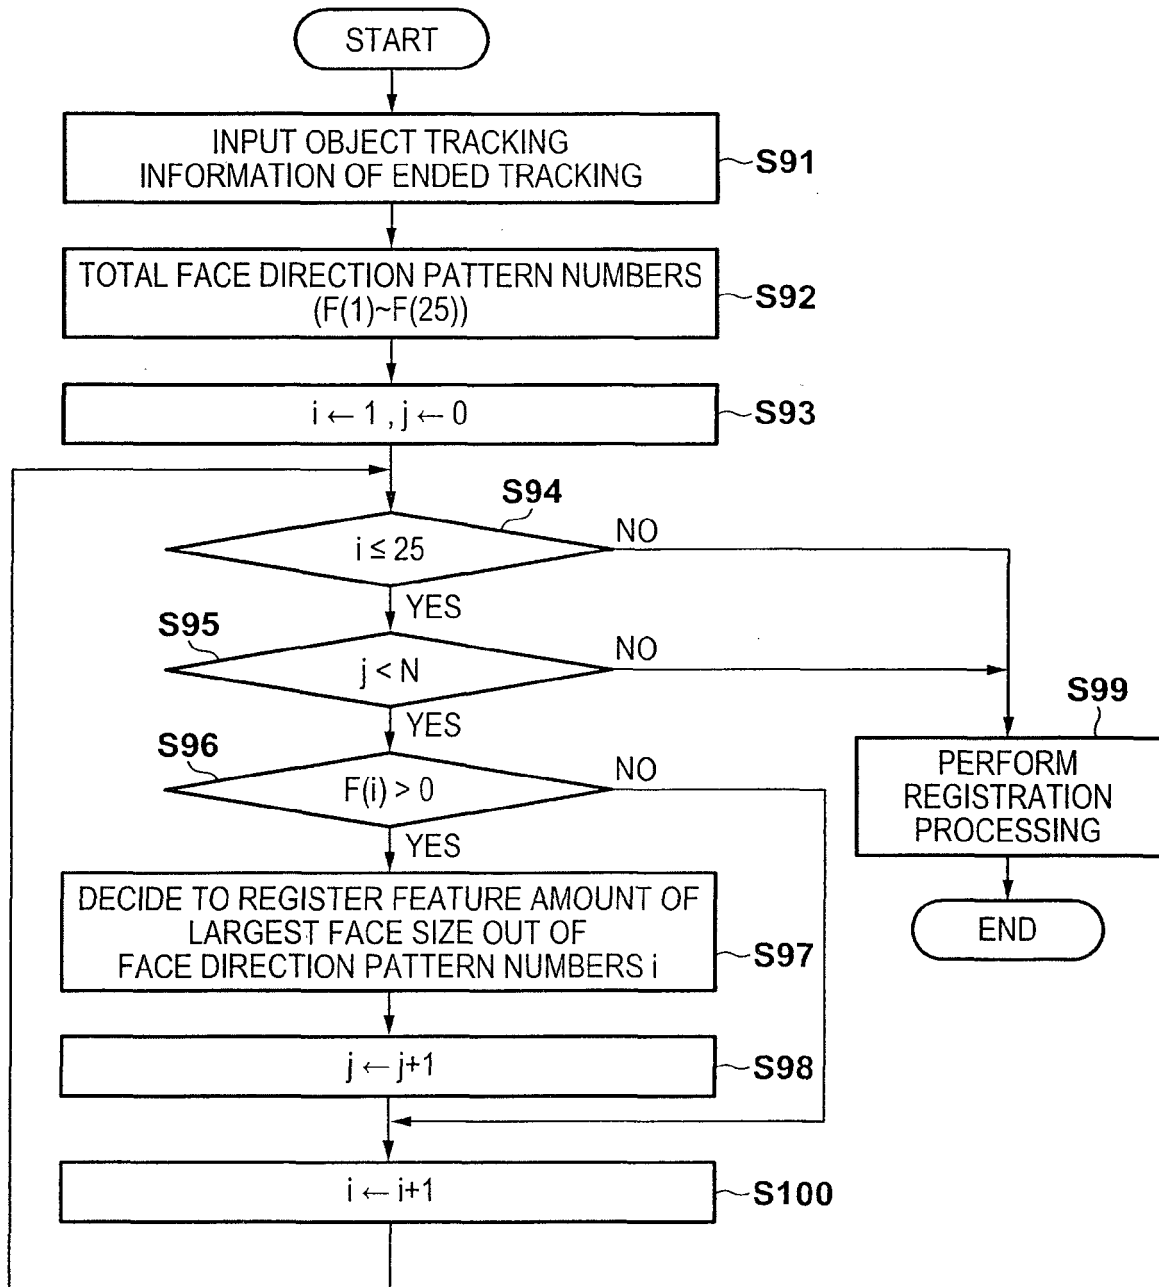 START
INPUT OBJECT TRACKING
INFORMATION OF ENDED TRACKING
S91
TOTAL FACE DIRECTION PATTERN NUMBERS
(F(1)~F(25))
S92
i ← 1 , j ← 0
S93
S94
i ≤ 25
NO
YES
S95
j < N
NO
YES
S96
F(i) > 0
NO
YES
S99
PERFORM
REGISTRATION
PROCESSING
END
DECIDE TO REGISTER FEATURE AMOUNT OF
LARGEST FACE SIZE OUT OF
FACE DIRECTION PATTERN NUMBERS i
S97
j ← j+1
S98
i ← i+1
S100